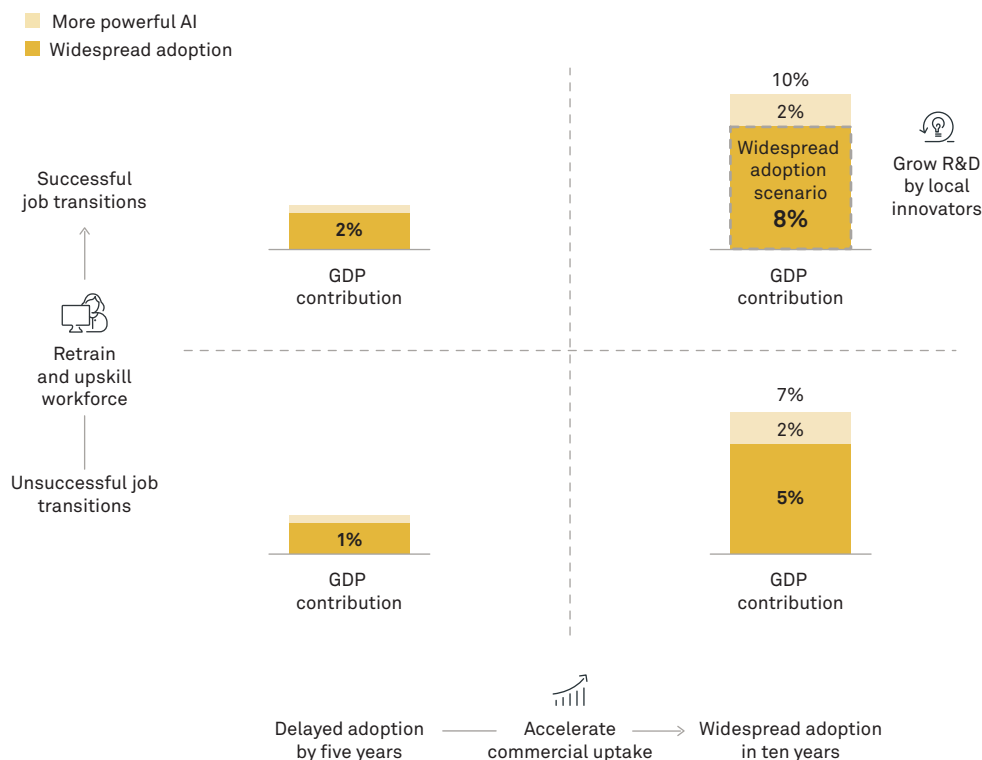 More powerful AI
Widespread adoption
10%
2%
Widespread
adoption
scenario
8%
Grow R&D
by local
innovators
Successful
job transitions
2%
GDP
contribution
GDP
contribution
Retrain
and upskill
workforce
7%
2%
5%
Unsuccessful job
transitions
1%
GDP
contribution
GDP
contribution
Delayed adoption
by five years
Accelerate
commercial uptake
Widespread adoption
in ten years